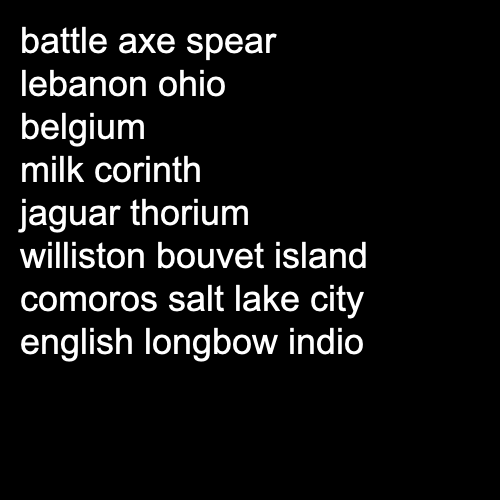 battle axe spear
lebanon ohio
belgium
milk corinth
jaguar thorium
williston bouvet island
comoros salt lake city
english longbow indio